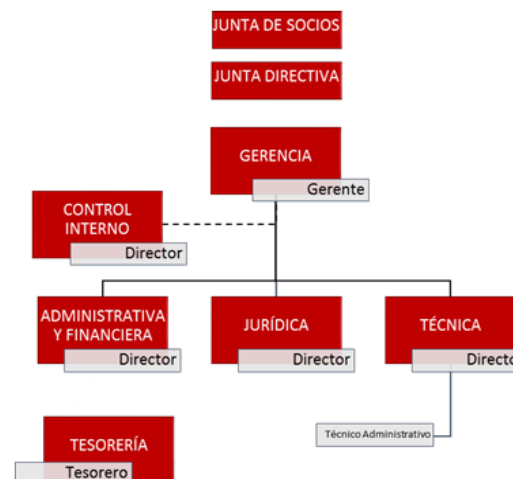 JUNTA DE SOCIOS
JUNTA DIRECTIVA
GERENCIA
Gerente
CONTROL
INTERNO
Director
ADMINISTRATIVA
Y FINANCIERA
Director
JURÍDICA
Director
TÉCNICA
Directo
Técnico Administrativo
TESORERÍA
Tesorero